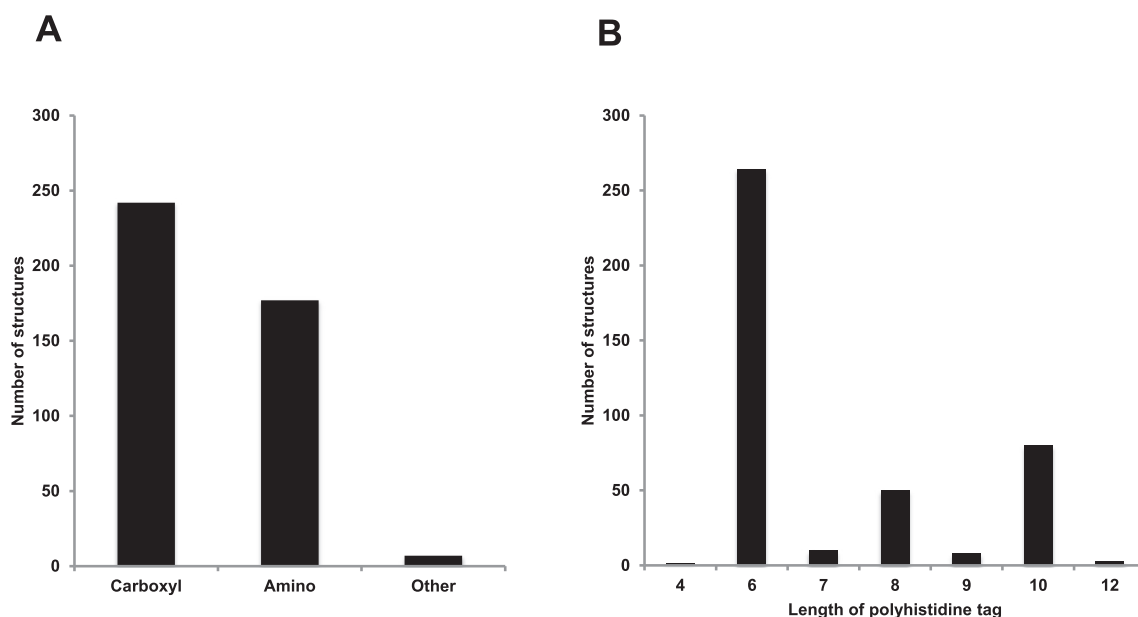 A
300
250
200
150
100
50
0
Number of structures
Carboxyl Amino Other
B
300
250
200
150
100
50
0
Number of structures
4 6 7 8 9 10 12
Length of polyhistidine tag